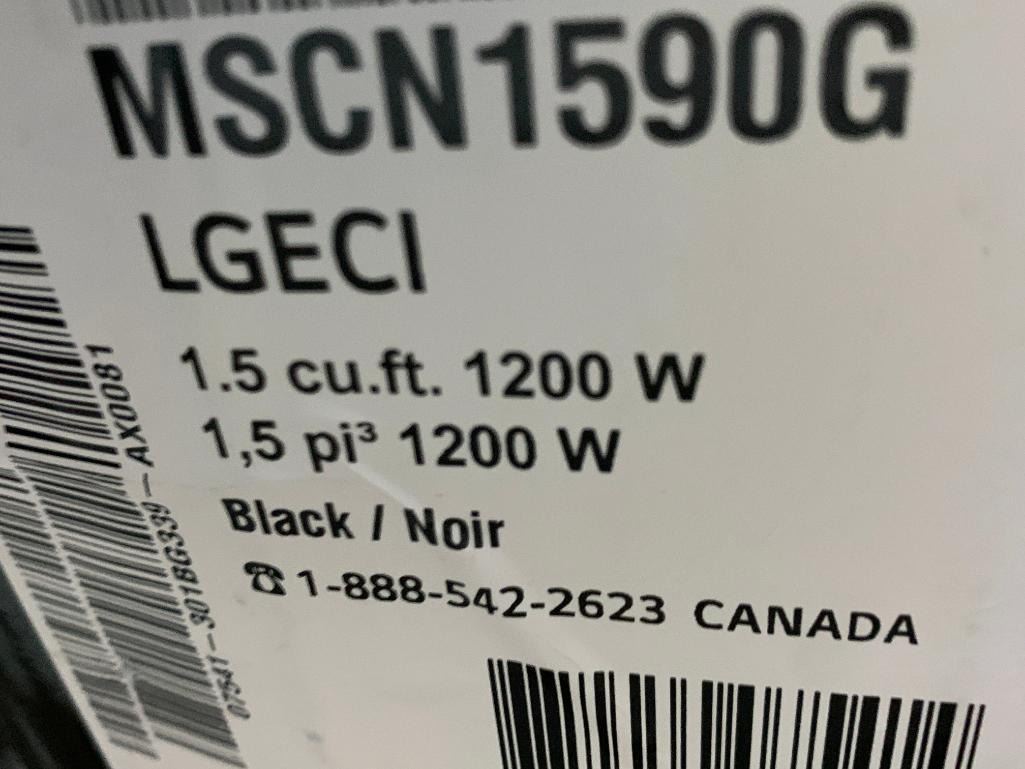 MSCN1590G
LGECI
1.5 cu.ft. 1200 W
1,5 pi³ 1200 W
Black / Noir
☎ 1-888-542-2623 CANADA